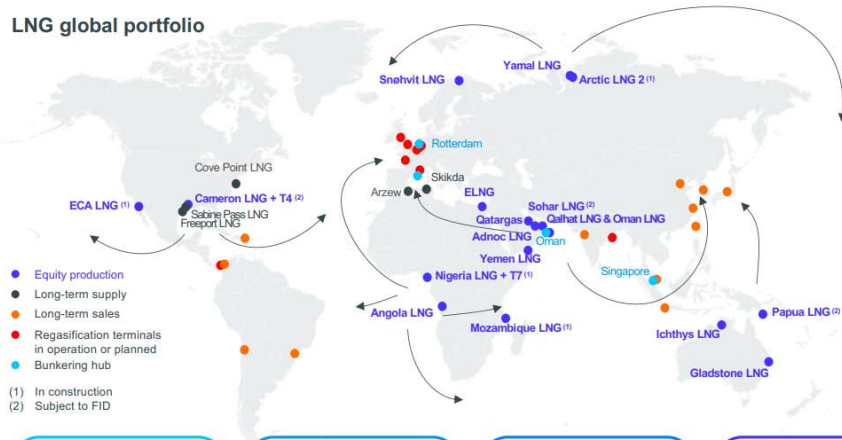 LNG global portfolio
Yamal LNG
Snøhvit LNG
Arctic LNG 2 (1)
Rotterdam
Cove Point LNG
Skikda
Arzew
ELNG
Sohar LNG (2)
ECA LNG (1)
Cameron LNG + T4 (2)
Sabine Pass LNG
Freeport LNG
Qatargas
Qalhat LNG & Oman LNG
Adnoc LNG
Oman
Yemen LNG
Singapore
Nigeria LNG + T7 (1)
Angola LNG
Mozambique LNG (1)
Papua LNG (2)
Ichthys LNG
Gladstone LNG
Equity production
Long-term supply
Long-term sales
Regasification terminals
in operation or planned
Bunkering hub
(1) In construction
(2) Subject to FID